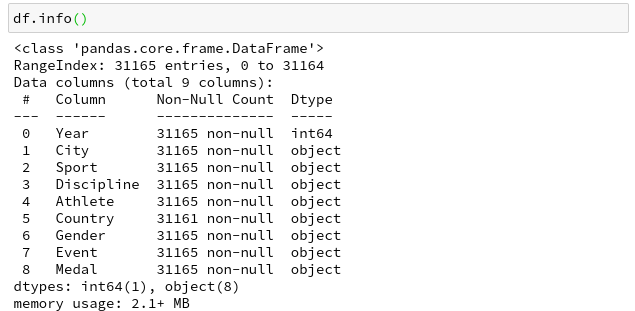 df.info()
<class 'pandas.core.frame.DataFrame'>
RangeIndex: 31165 entries, 0 to 31164
Data columns (total 9 columns):
 #   Column      Non-Null Count  Dtype
---  ------      --------------  -----
 0   Year        31165 non-null  int64
 1   City        31165 non-null  object
 2   Sport       31165 non-null  object
 3   Discipline  31165 non-null  object
 4   Athlete     31165 non-null  object
 5   Country     31161 non-null  object
 6   Gender      31165 non-null  object
 7   Event       31165 non-null  object
 8   Medal       31165 non-null  object
dtypes: int64(1), object(8)
memory usage: 2.1+ MB